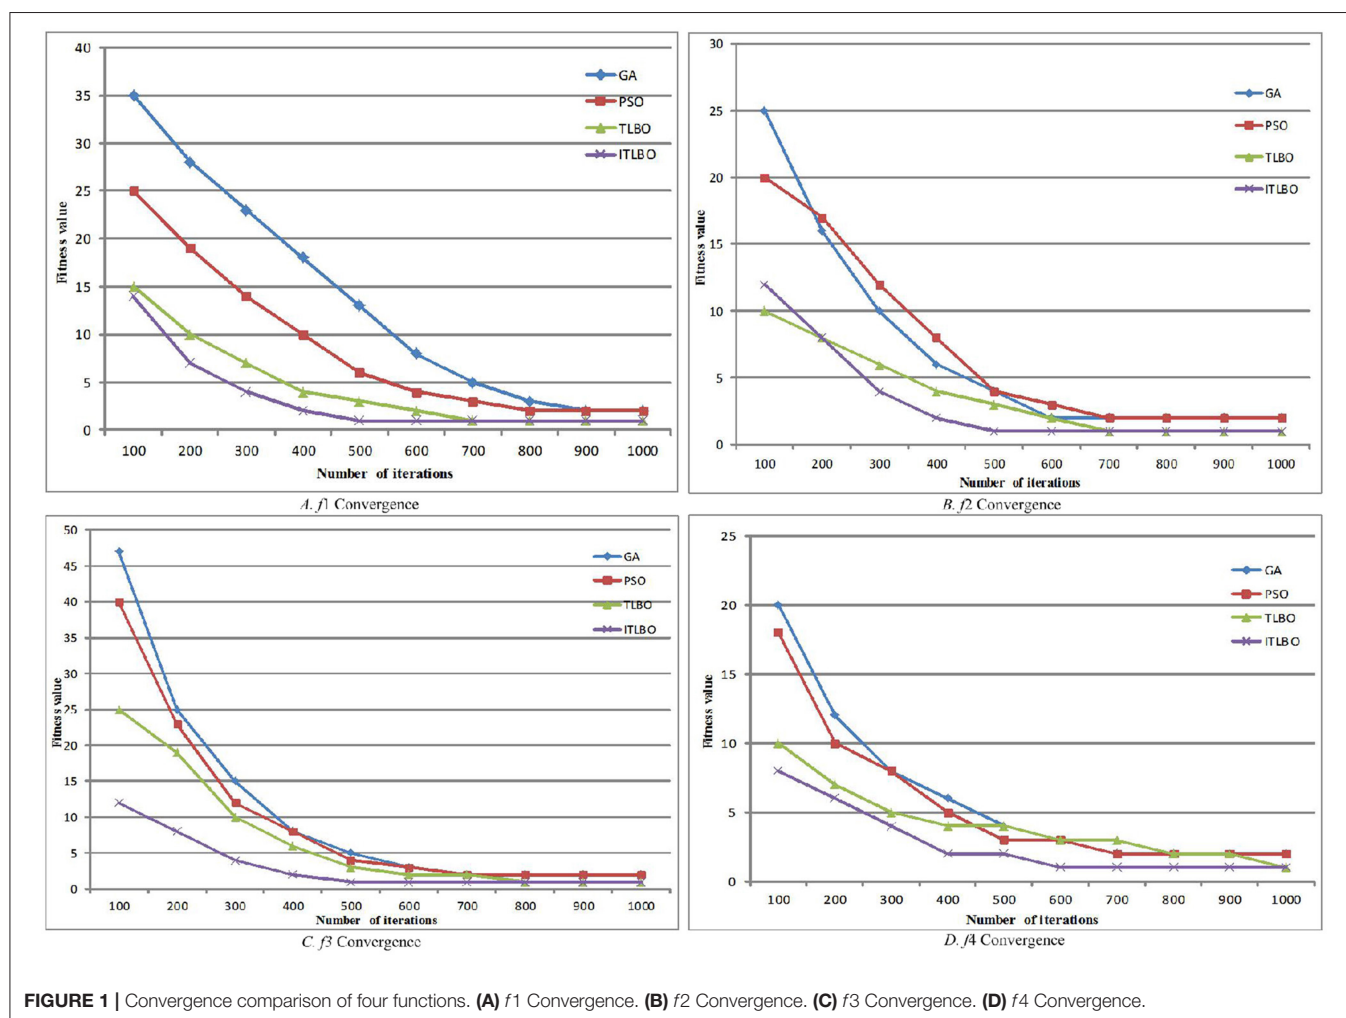 40
35
30
25
20
15
10
5
0
Fitness value
GA
PSO
TLBO
ITLBO
100 200 300 400 500 600 700 800 900 1000
Number of iterations
A. f1 Convergence
30
25
20
15
10
5
0
Fitness value
GA
PSO
TLBO
ITLBO
100 200 300 400 500 600 700 800 900 1000
Number of iterations
B. f2 Convergence
50
45
40
35
30
25
20
15
10
5
0
Fitness value
GA
PSO
TLBO
ITLBO
100 200 300 400 500 600 700 800 900 1000
Number of iterations
C. f3 Convergence
25
20
15
10
5
0
Fitness value
GA
PSO
TLBO
ITLBO
100 200 300 400 500 600 700 800 900 1000
Number of iterations
D. f4 Convergence
FIGURE 1 | Convergence comparison of four functions. (A) f1 Convergence. (B) f2 Convergence. (C) f3 Convergence. (D) f4 Convergence.